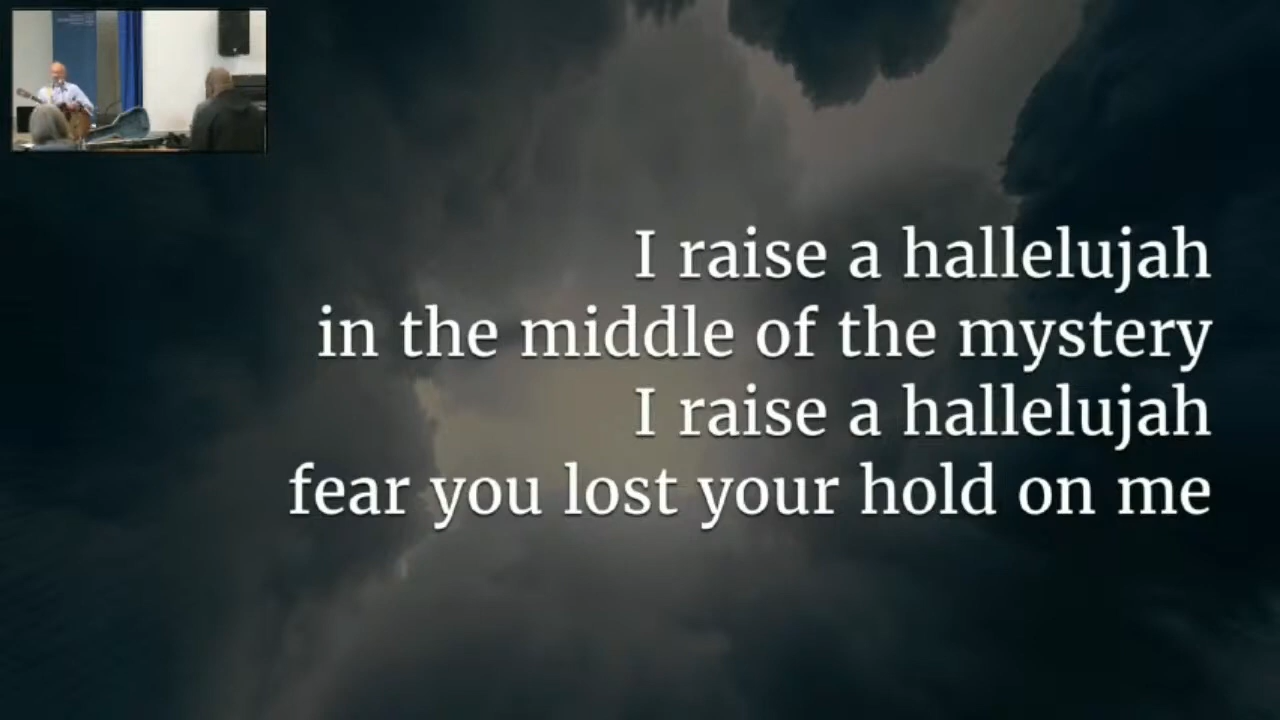 I raise a hallelujah
in the middle of the mystery
I raise a hallelujah
fear you lost your hold on me